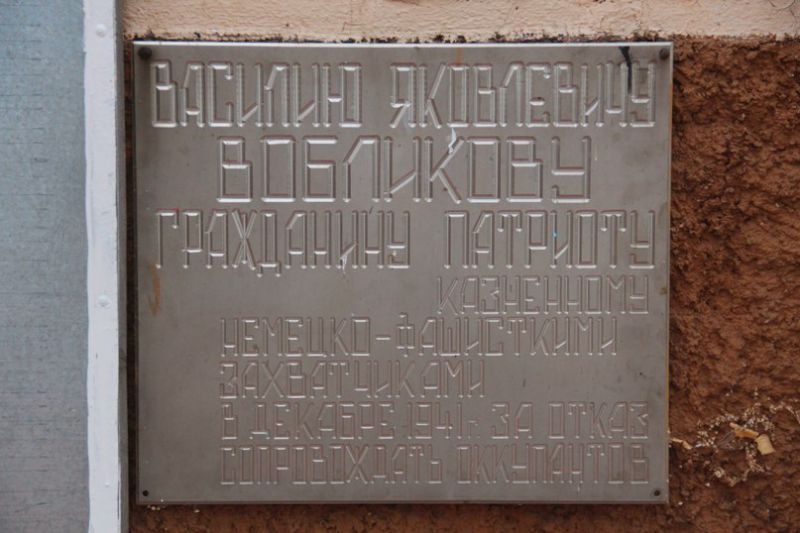 ВАСИЛИЮ ЯКОВЛЕВИЧУ
ВОБЛИКОВУ
ГРАЖДАНИНУ ПАТРИОТУ
КАЗНЕННОМУ
НЕМЕЦКО-ФАШИСТКИМИ
ЗАХВАТЧИКАМИ
В ДЕКАБРЕ 1941 г. ЗА ОТКАЗ
СОПРОВОЖДАТЬ ОККУПАНТОВ